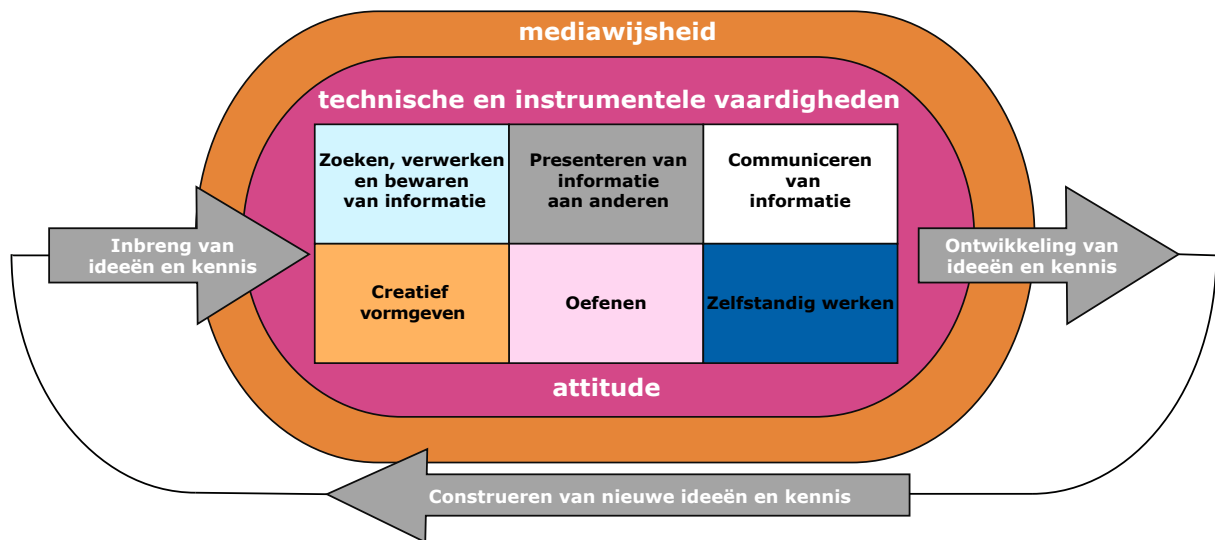 mediawijsheid
technische en instrumentele vaardigheden
Zoeken, verwerken
en bewaren
van informatie
Presenteren van
informatie
aan anderen
Communiceren
van
informatie
Inbreng van
ideeën en kennis
Ontwikkeling van
ideeën en kennis
Creatief
vormgeven
Oefenen
Zelfstandig werken
attitude
Construeren van nieuwe ideeën en kennis